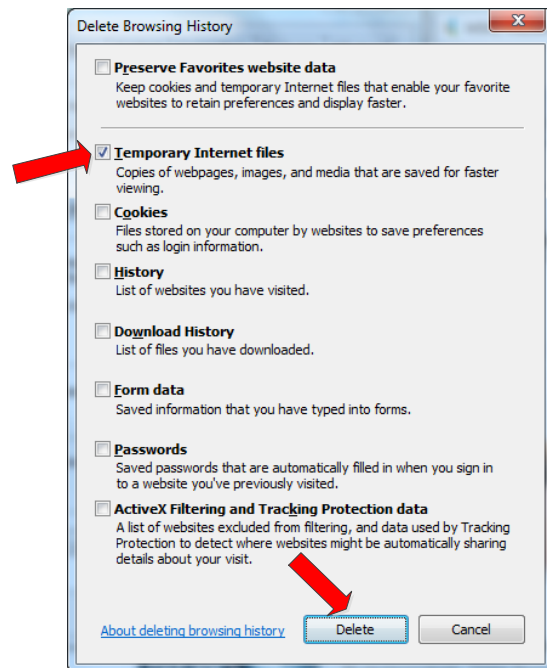 Delete Browsing History
Preserve Favorites website data
Keep cookies and temporary Internet files that enable your favorite
websites to retain preferences and display faster.
Temporary Internet files
Copies of webpages, images, and media that are saved for faster
viewing.
Cookies
Files stored on your computer by websites to save preferences
such as login information.
History
List of websites you have visited.
Download History
List of files you have downloaded.
Form data
Saved information that you have typed into forms.
Passwords
Saved passwords that are automatically filled in when you sign in
to a website you've previously visited.
ActiveX Filtering and Tracking Protection data
A list of websites excluded from filtering, and data used by Tracking
Protection to detect where websites might be automatically sharing
details about your visit.
About deleting browsing history Delete Cancel